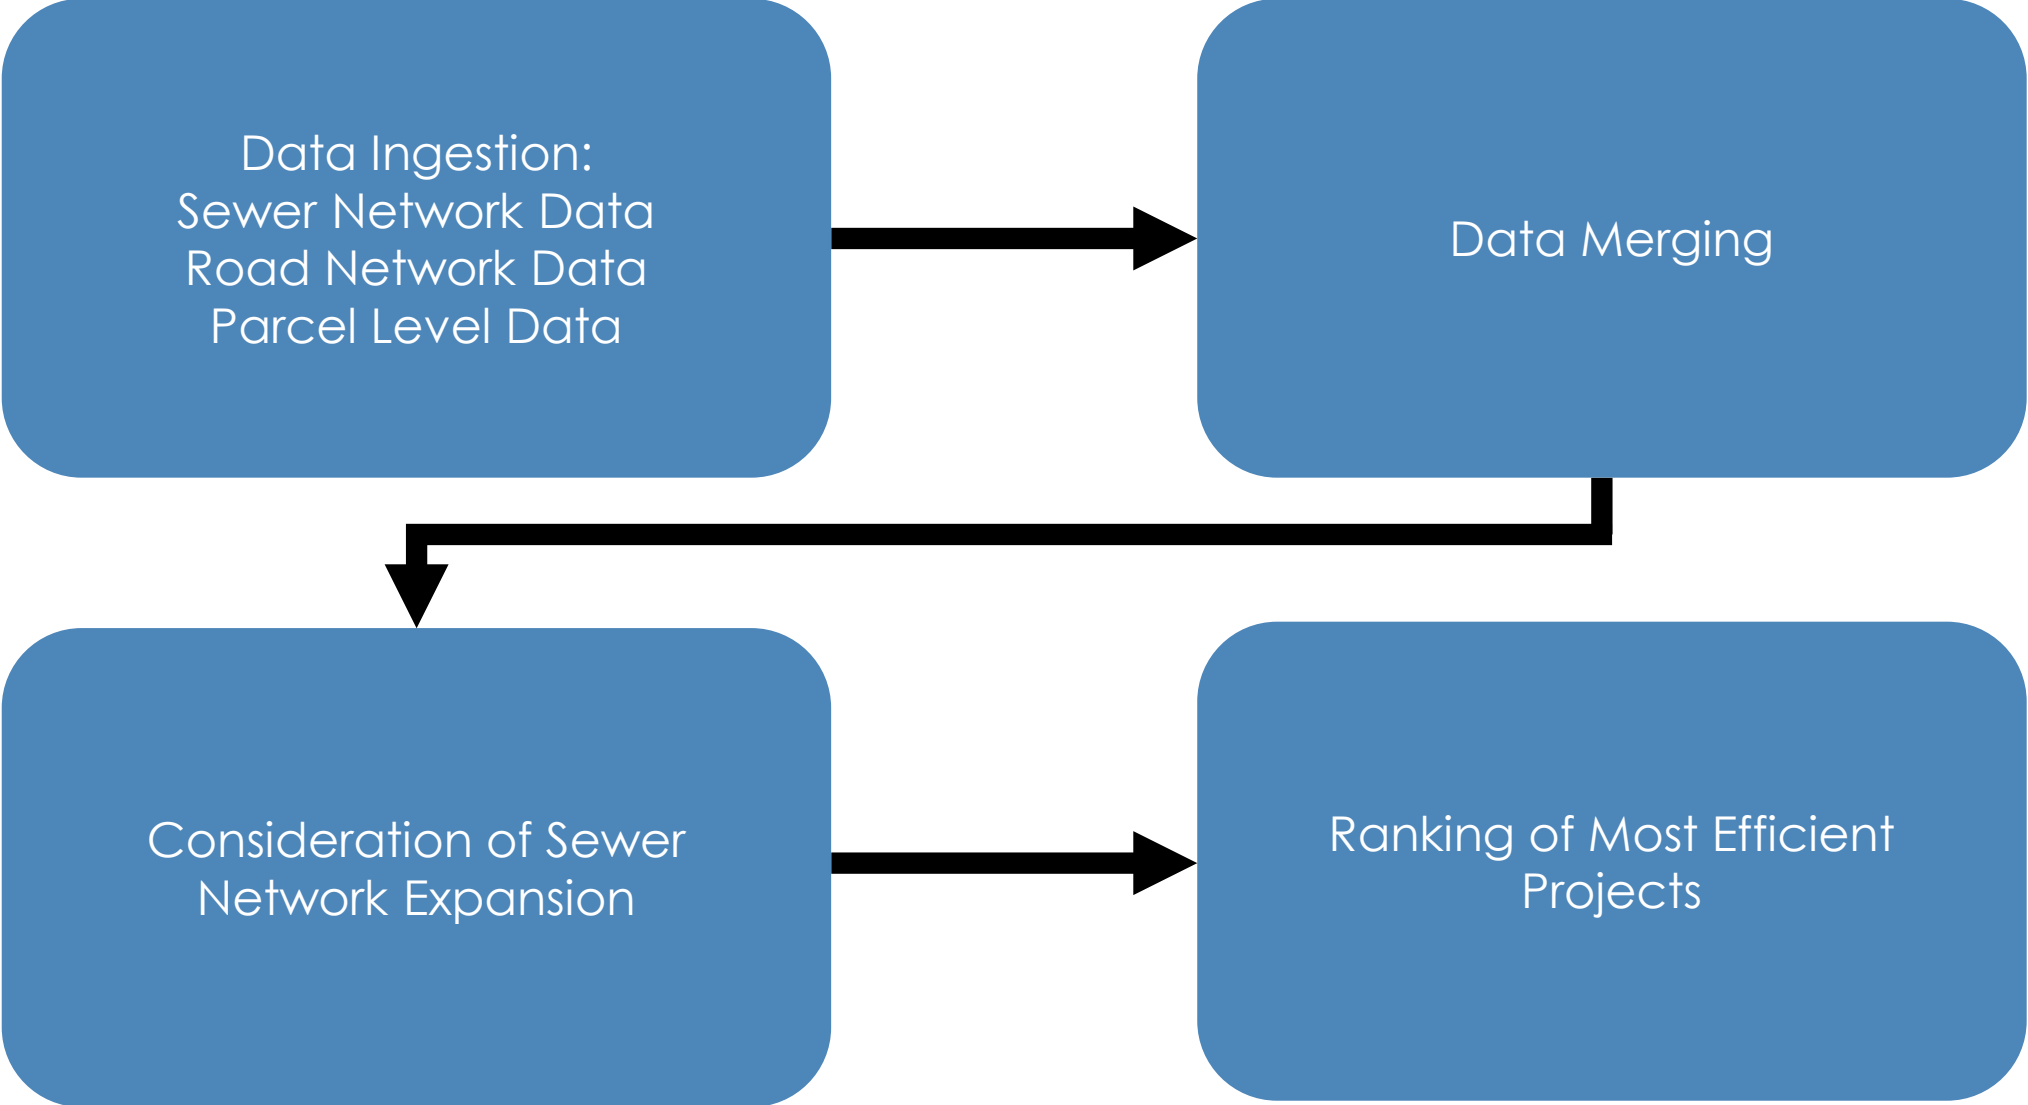 Data Ingestion:
Sewer Network Data
Road Network Data
Parcel Level Data
Data Merging
Consideration of Sewer
Network Expansion
Ranking of Most Efficient
Projects